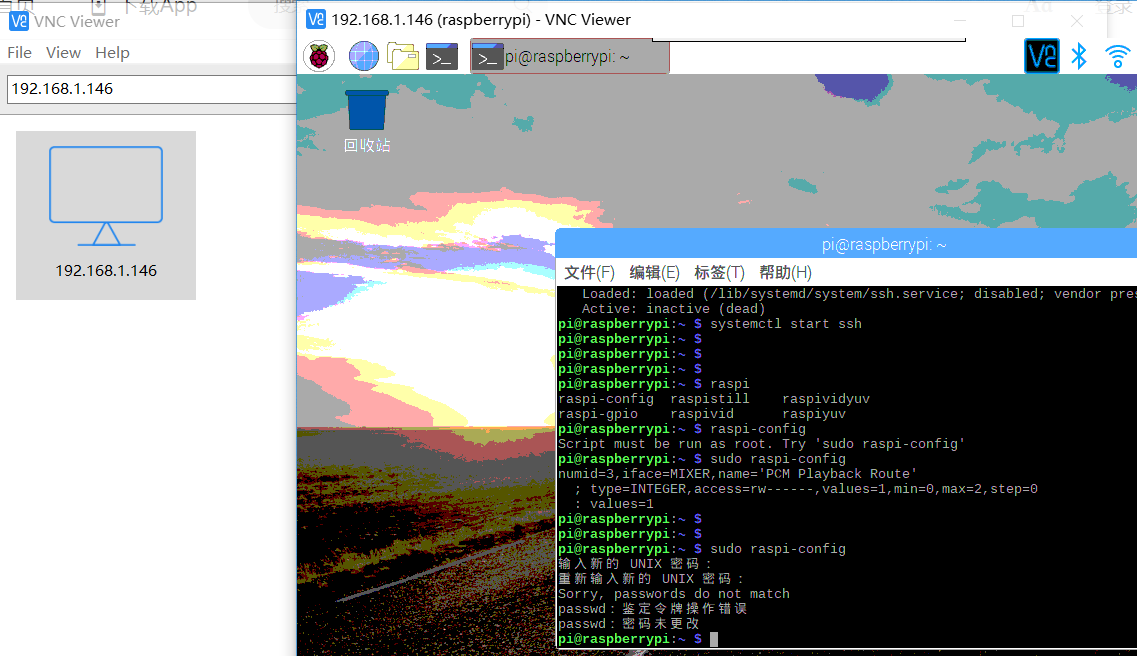 下载App
VNC Viewer
File View Help
192.168.1.146
192.168.1.146
192.168.1.146 (raspberrypi) - VNC Viewer
pi@raspberrypi: ~
回收站
pi@raspberrypi: ~
文件(F) 编辑(E) 标签(T) 帮助(H)
Loaded: loaded (/lib/systemd/system/ssh.service; disabled; vendor pres
Active: inactive (dead)
pi@raspberrypi:~ $ systemctl start ssh
pi@raspberrypi:~ $
pi@raspberrypi:~ $
pi@raspberrypi:~ $
pi@raspberrypi:~ $ raspi
raspi-config raspistill raspividyuv
raspi-gpio raspivid raspiyuv
pi@raspberrypi:~ $ raspi-config
Script must be run as root. Try 'sudo raspi-config'
pi@raspberrypi:~ $ sudo raspi-config
numid=3,iface=MIXER,name='PCM Playback Route'
; type=INTEGER,access=rw------,values=1,min=0,max=2,step=0
: values=1
pi@raspberrypi:~ $
pi@raspberrypi:~ $
pi@raspberrypi:~ $ sudo raspi-config
输入新的 UNIX 密码：
重新输入新的 UNIX 密码：
Sorry, passwords do not match
passwd：鉴定令牌操作错误
passwd：密码未更改
pi@raspberrypi:~ $